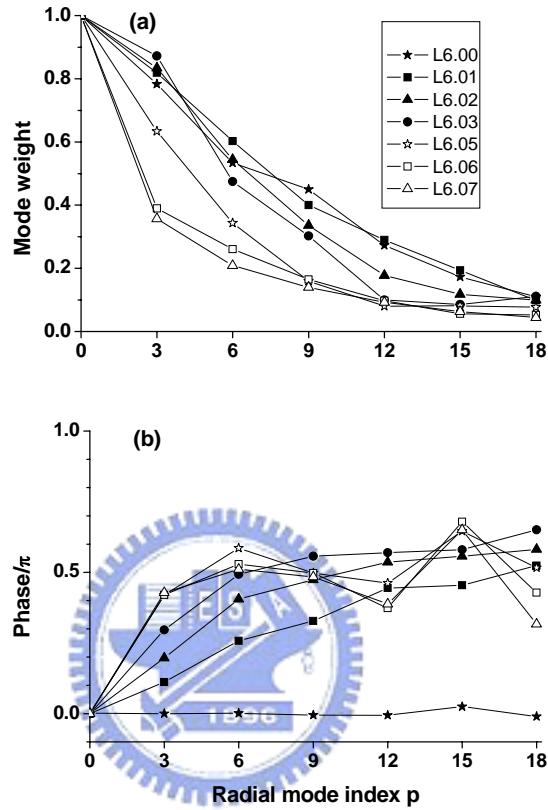 (a)
Mode weight
1.0
0.8
0.6
0.4
0.2
0.0
L6.00
L6.01
L6.02
L6.03
L6.05
L6.06
L6.07
0 3 6 9 12 15 18
(b)
Phase/π
1.0
0.5
0.0
E S A
1896
0 3 6 9 12 15 18
Radial mode index p